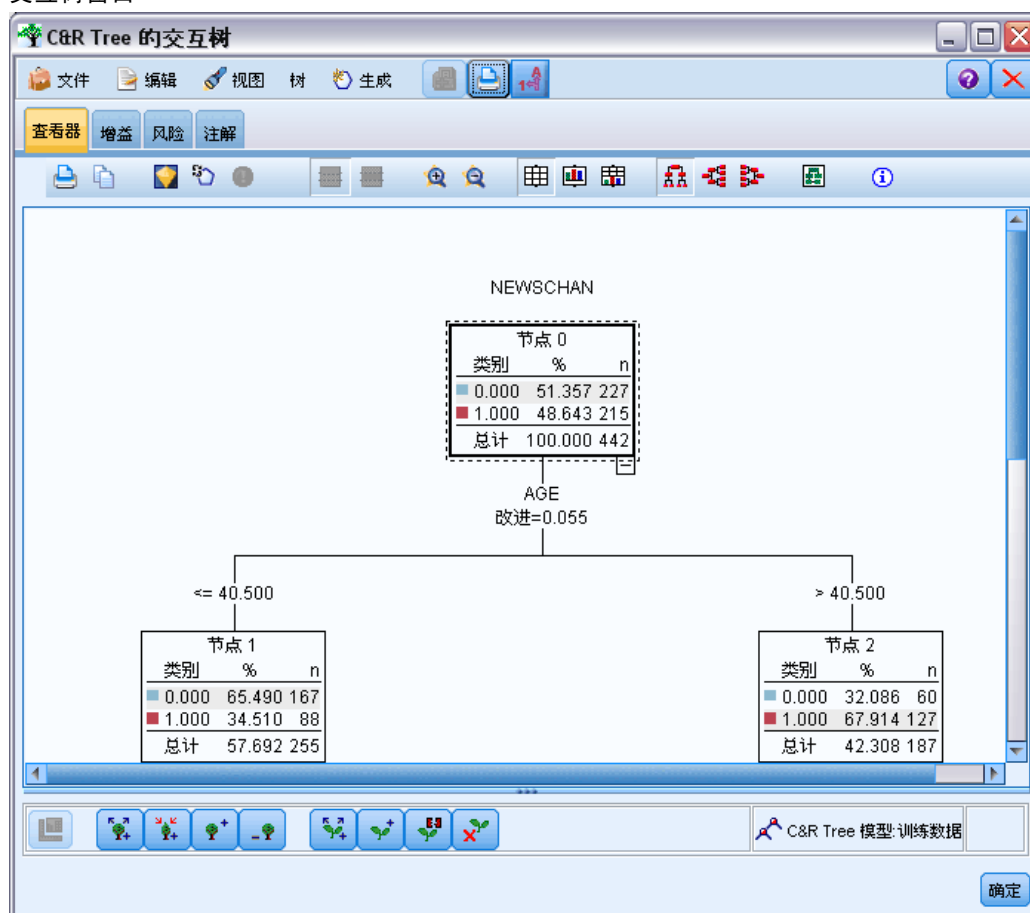 C&R Tree 的交互树
文件 编辑 视图 树 生成
查看器 增益 风险 注解
NEWSCHAN
节点 0
类别 % n
0.000 51.357 227
1.000 48.643 215
总计 100.000 442
AGE
改进=0.055
<= 40.500
> 40.500
节点 1
类别 % n
0.000 65.490 167
1.000 34.510 88
总计 57.692 255
节点 2
类别 % n
0.000 32.086 60
1.000 67.914 127
总计 42.308 187
C&R Tree 模型:训练数据
确定